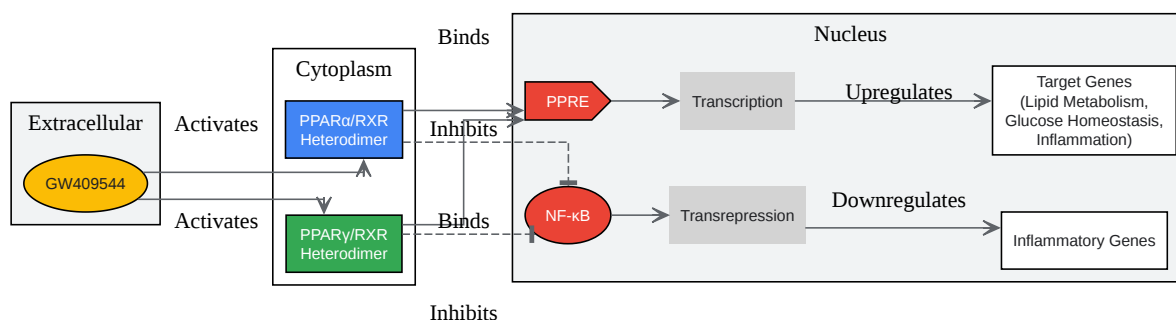 Binds
Nucleus
Cytoplasm
Extracellular
Activates
PPARα/RXR
Heterodimer
Inhibits
PPRE
Transcription
Upregulates
Target Genes
(Lipid Metabolism,
Glucose Homeostasis,
Inflammation)
GW409544
Activates
PPARγ/RXR
Heterodimer
Binds
NF-κB
Transrepression
Downregulates
Inflammatory Genes
Inhibits